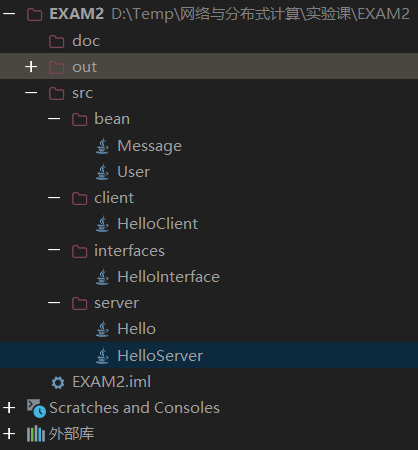 EXAM2 D:\Temp\网络与分布式计算\实验课\EXAM2
doc
out
src
bean
Message
User
client
HelloClient
interfaces
HelloInterface
server
Hello
HelloServer
EXAM2.iml
Scratches and Consoles
外部库